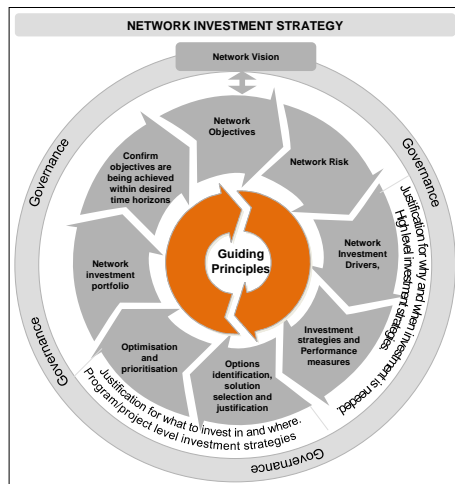 NETWORK INVESTMENT STRATEGY
Network Vision
Governance
Governance
Network
Objectives
Network Risk
Network
Investment
Drivers,
Investment
strategies and
Performance
measures
Options
identification,
solution
selection and
justification
Optimisation
and
prioritisation
Network
investment
portfolio
Confirm
objectives are
being achieved
within desired
time horizons
Guiding
Principles
Justification for why and when investment is needed.
High level investment strategies.
Justification for what to invest in and where.
Program/project level investment strategies
Governance
Governance